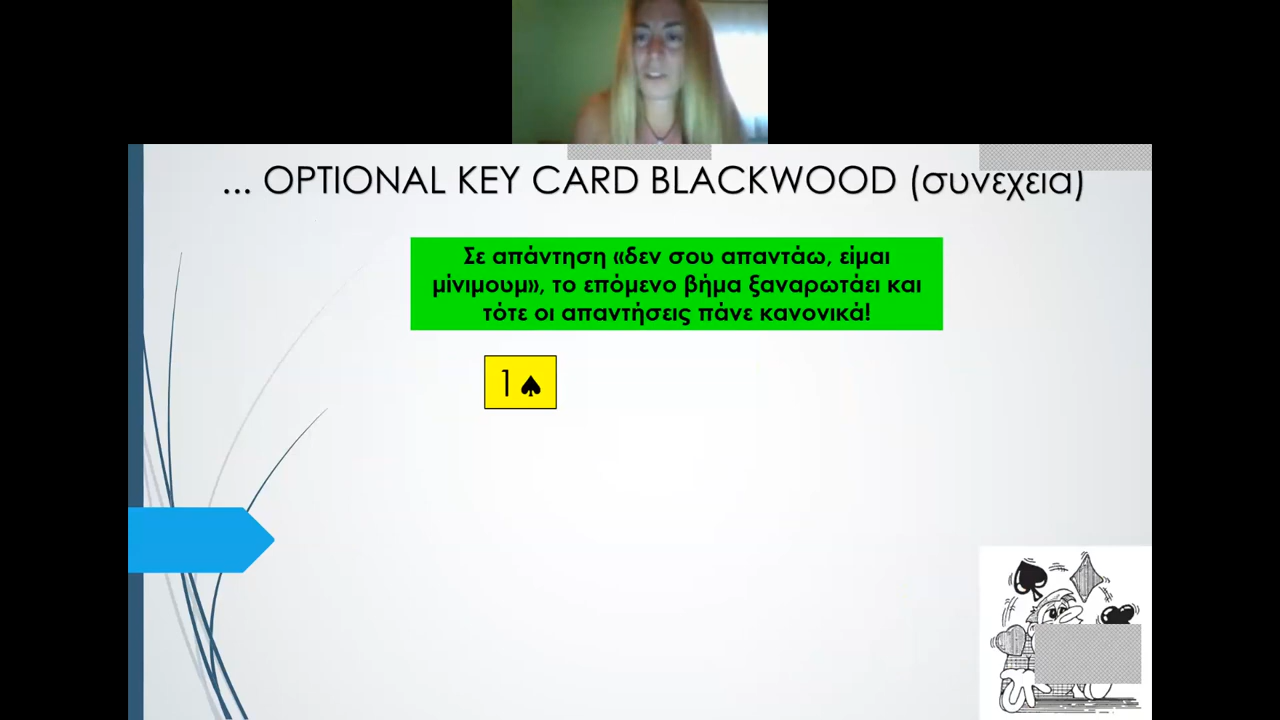 ... OPTIONAL KEY CARD BLACKWOOD (συνεχεια)
Σε απάντηση «δεν σου απαντάω, είμαι
μίνιμουμ», το επόμενο βήμα ξαναρωτάει και
τότε οι απαντήσεις πάνε κανονικά!
1♠